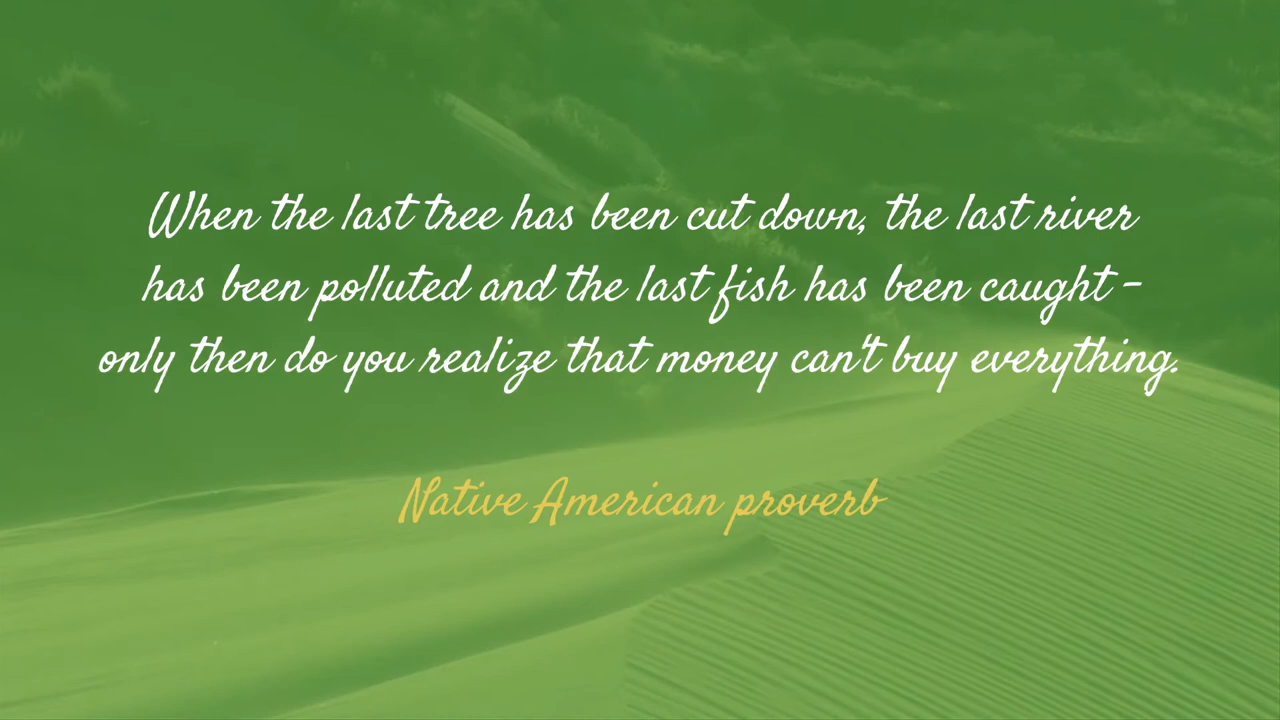 When the last tree has been cut down, the last river
has been polluted and the last fish has been caught -
only then do you realize that money can't buy everything.
Native American proverb